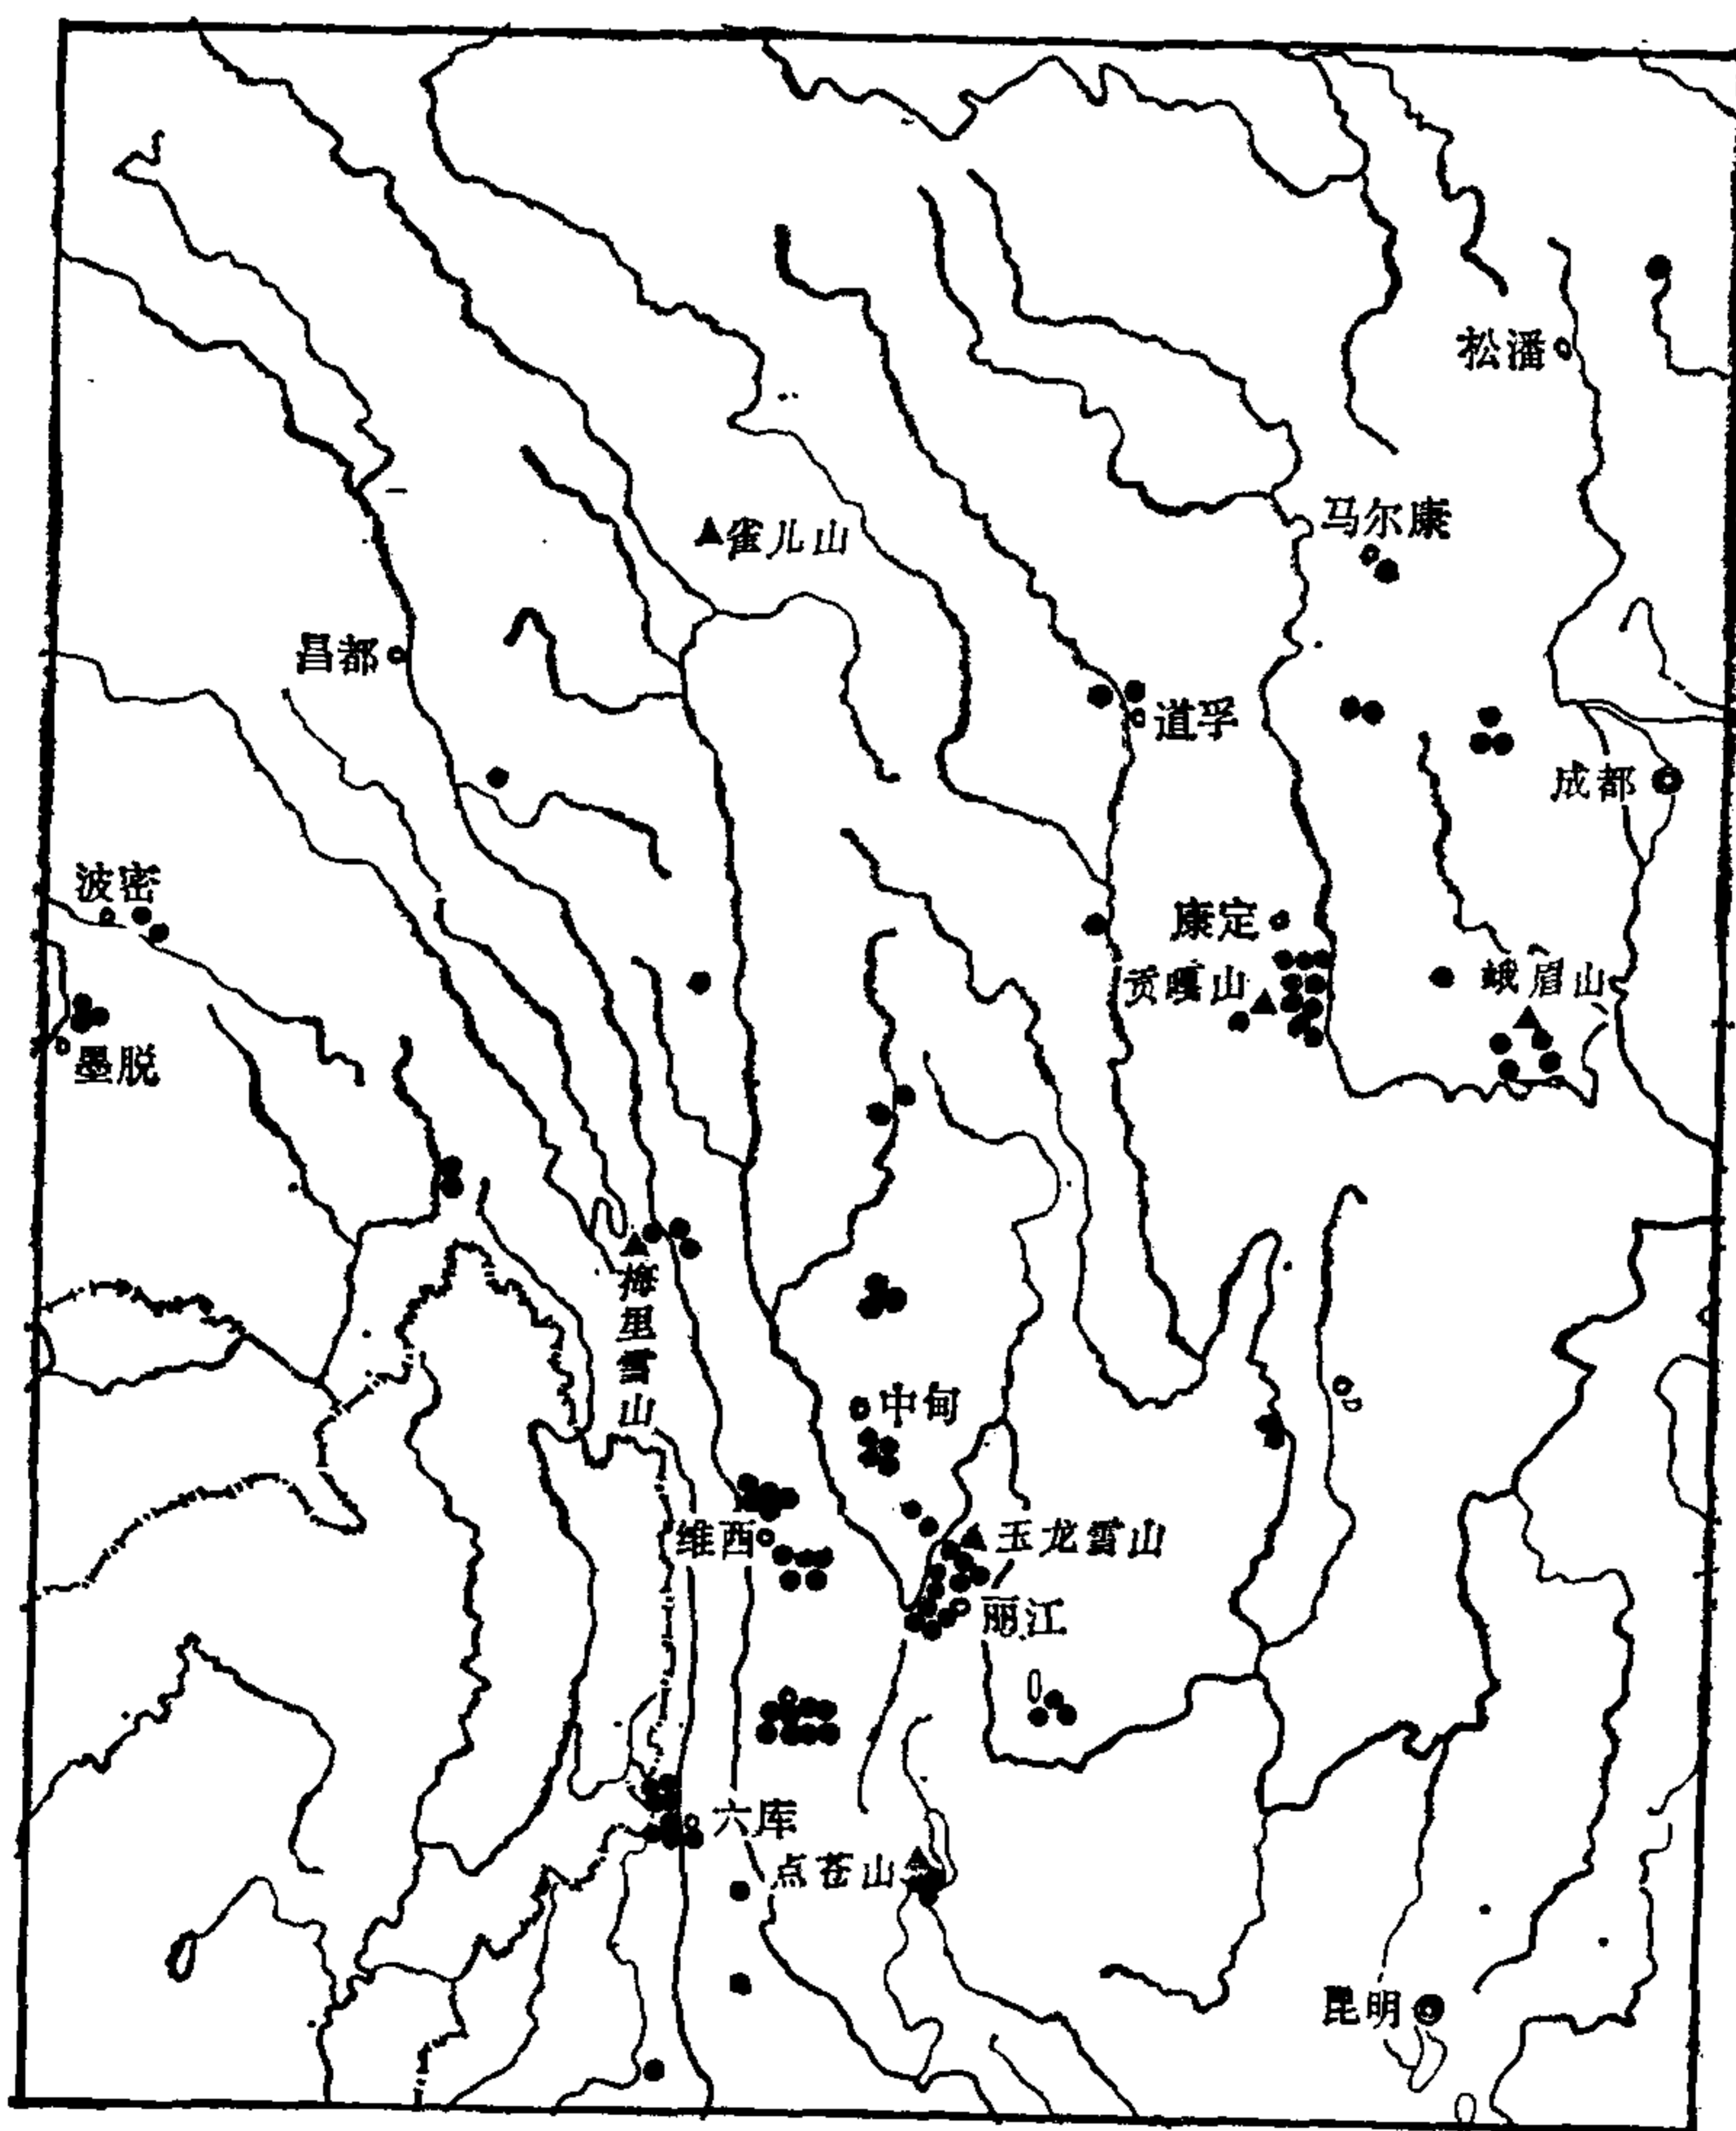 松潘
马尔康
雀儿山
昌都
道孚
成都
波密
康定
贡嘎山
峨眉山
墨脱
梅里雪山
中甸
维西
玉龙雪山
丽江
六库
点苍山
昆明